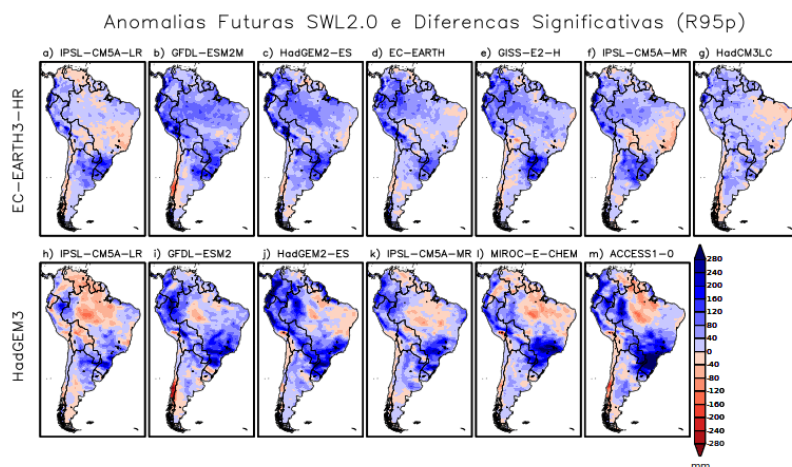 Anomalias Futuras SWL2.0 e Diferencas Significativas (R95p)
a) IPSL-CM5A-LR b) GFDL-ESM2M c) HadGEM2-ES d) EC-EARTH e) GISS-E2-H f) IPSL-CM5A-MR g) HadCM3LC
EC-EARTH3-HR
h) IPSL-CM5A-LR i) GFDL-ESM2 j) HadGEM2-ES k) IPSL-CM5A-MR l) MIROC-E-CHEM m) ACCESS1-0
HadGEM3
280
240
200
160
120
80
40
0
-40
-80
-120
-160
-200
-240
-280
mm